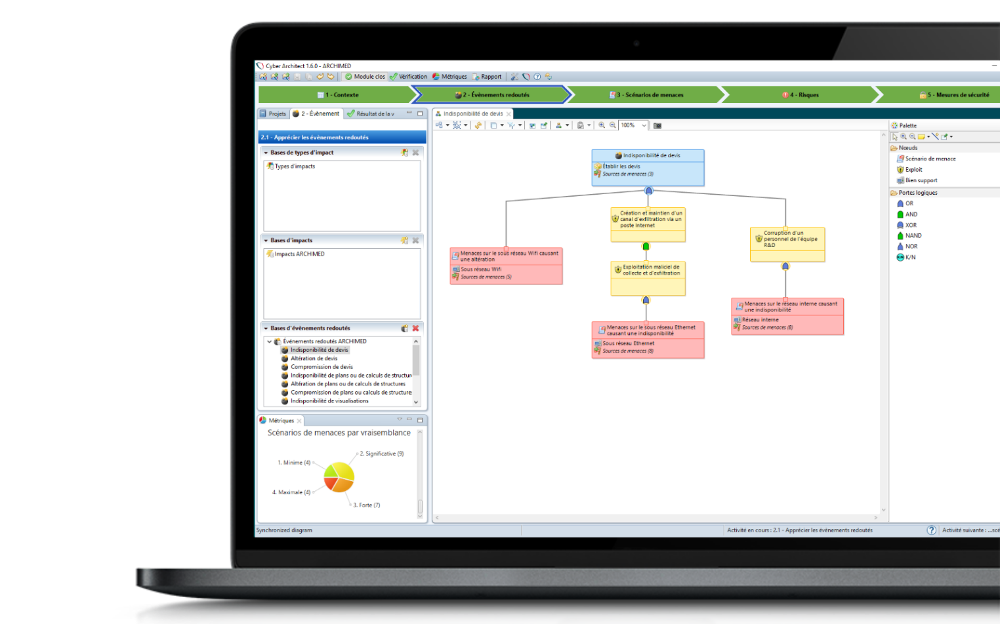 Cyber Architect 1.6.0 - ARCHIMED
Module clos Vérification Métriques Rapport
1 - Contexte
2 - Évènements redoutés
3 - Scénarios de menaces
4 - Risques
5 - Mesures de sécurité
Projets
2 - Évènement
Résultat de la v
2.1 - Apprécier les évènements redoutés
Bases de types d'impact
Types d'impacts
Bases d'impacts
Impacts ARCHIMED
Bases d'évènements redoutés
Événements redoutés ARCHIMED
Indisponibilité de devis
Altération de devis
Compromission de devis
Indisponibilité de plans ou de calculs de structur
Altération de plans ou de calculs de structures
Compromission de plans ou calculs de structure
Indisponibilité de visualisations
Métriques
Scénarios de menaces par vraisemblance
2. Significative (9)
1. Minime (4)
4. Maximale (4)
3. Forte (7)
Indisponibilité de devis
100%
Indisponibilité de devis
Établir les devis
Sources de menaces (3)
Création et maintien d'un
canal d'exfiltration via un
poste Internet
Corruption d'un
personnel de l'équipe
R&D
Menaces sur le sous réseau Wifi causant
une altération
Sous réseau Wifi
Sources de menaces (5)
Exploitation maliciel de
collecte et d'exfiltration
Menaces sur le réseau interne causant
une indisponibilité
Réseau interne
Sources de menaces (8)
Menaces sur le sous réseau Ethernet
causant une indisponibilité
Sous réseau Ethernet
Sources de menaces (8)
Palette
Nœuds
Scénario de menace
Exploit
Bien support
Portes logiques
OR
AND
XOR
NAND
NOR
K/N
Synchronized diagram
Activité en cours : 2.1 - Apprécier les évènements redoutés
Activité suivante : ...scé